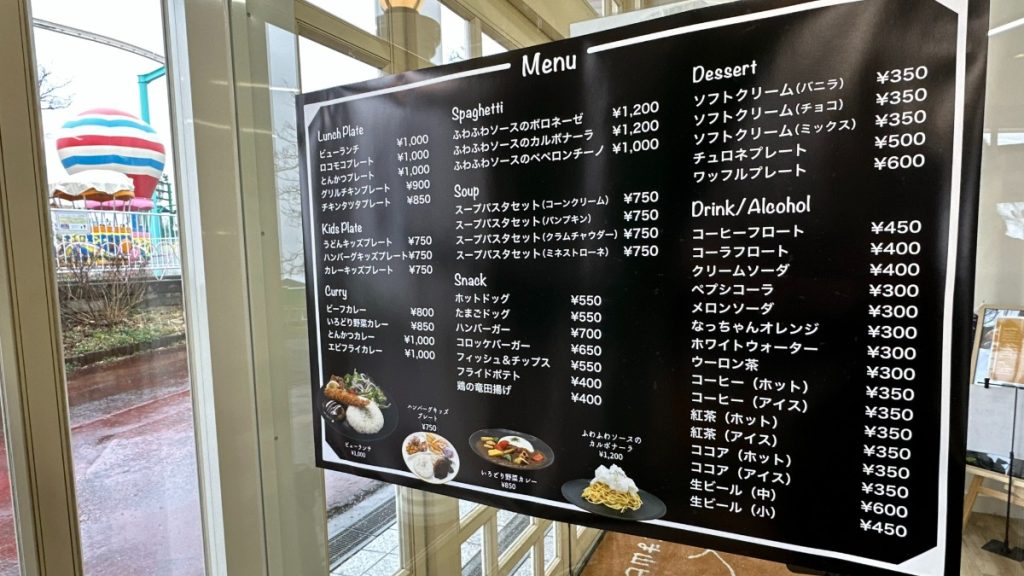 Menu
Lunch Plate
ビューランチ ¥1,000
ロコモコプレート ¥1,000
とんかつプレート ¥1,000
グリルチキンプレート ¥900
チキンタツタプレート ¥850
Kids Plate
うどんキッズプレート ¥750
ハンバーグキッズプレート ¥750
カレーキッズプレート ¥750
Curry
ビーフカレー ¥800
いろどり野菜カレー ¥850
とんかつカレー ¥1,000
エビフライカレー ¥1,000
Spaghetti
ふわふわソースのボロネーゼ ¥1,200
ふわふわソースのカルボナーラ ¥1,200
ふわふわソースのペペロンチーノ ¥1,000
Soup
スープパスタセット(コーンクリーム) ¥750
スープパスタセット(パンプキン) ¥750
スープパスタセット(クラムチャウダー) ¥750
スープパスタセット(ミネストローネ) ¥750
Snack
ホットドッグ ¥550
たまごドッグ ¥550
ハンバーガー ¥700
コロッケバーガー ¥650
フィッシュ&チップス ¥550
フライドポテト ¥400
鶏の竜田揚げ ¥400
Dessert
ソフトクリーム(バニラ) ¥350
ソフトクリーム(チョコ) ¥350
ソフトクリーム(ミックス) ¥350
チュロネプレート ¥500
ワッフルプレート ¥600
Drink/Alcohol
コーヒーフロート ¥450
コーラフロート ¥400
クリームソーダ ¥400
ペプシコーラ ¥300
メロンソーダ ¥300
なっちゃんオレンジ ¥300
ホワイトウォーター ¥300
ウーロン茶 ¥300
コーヒー（ホット） ¥350
コーヒー（アイス） ¥350
紅茶（ホット） ¥350
紅茶（アイス） ¥350
ココア（ホット） ¥350
ココア（アイス） ¥350
生ビール（中） ¥600
生ビール（小） ¥450
ビューランチ
¥1,000
ハンバーグキッズ
プレート
¥750
いろどり野菜カレー
¥850
ふわふわソースの
カルボナーラ
¥1,200